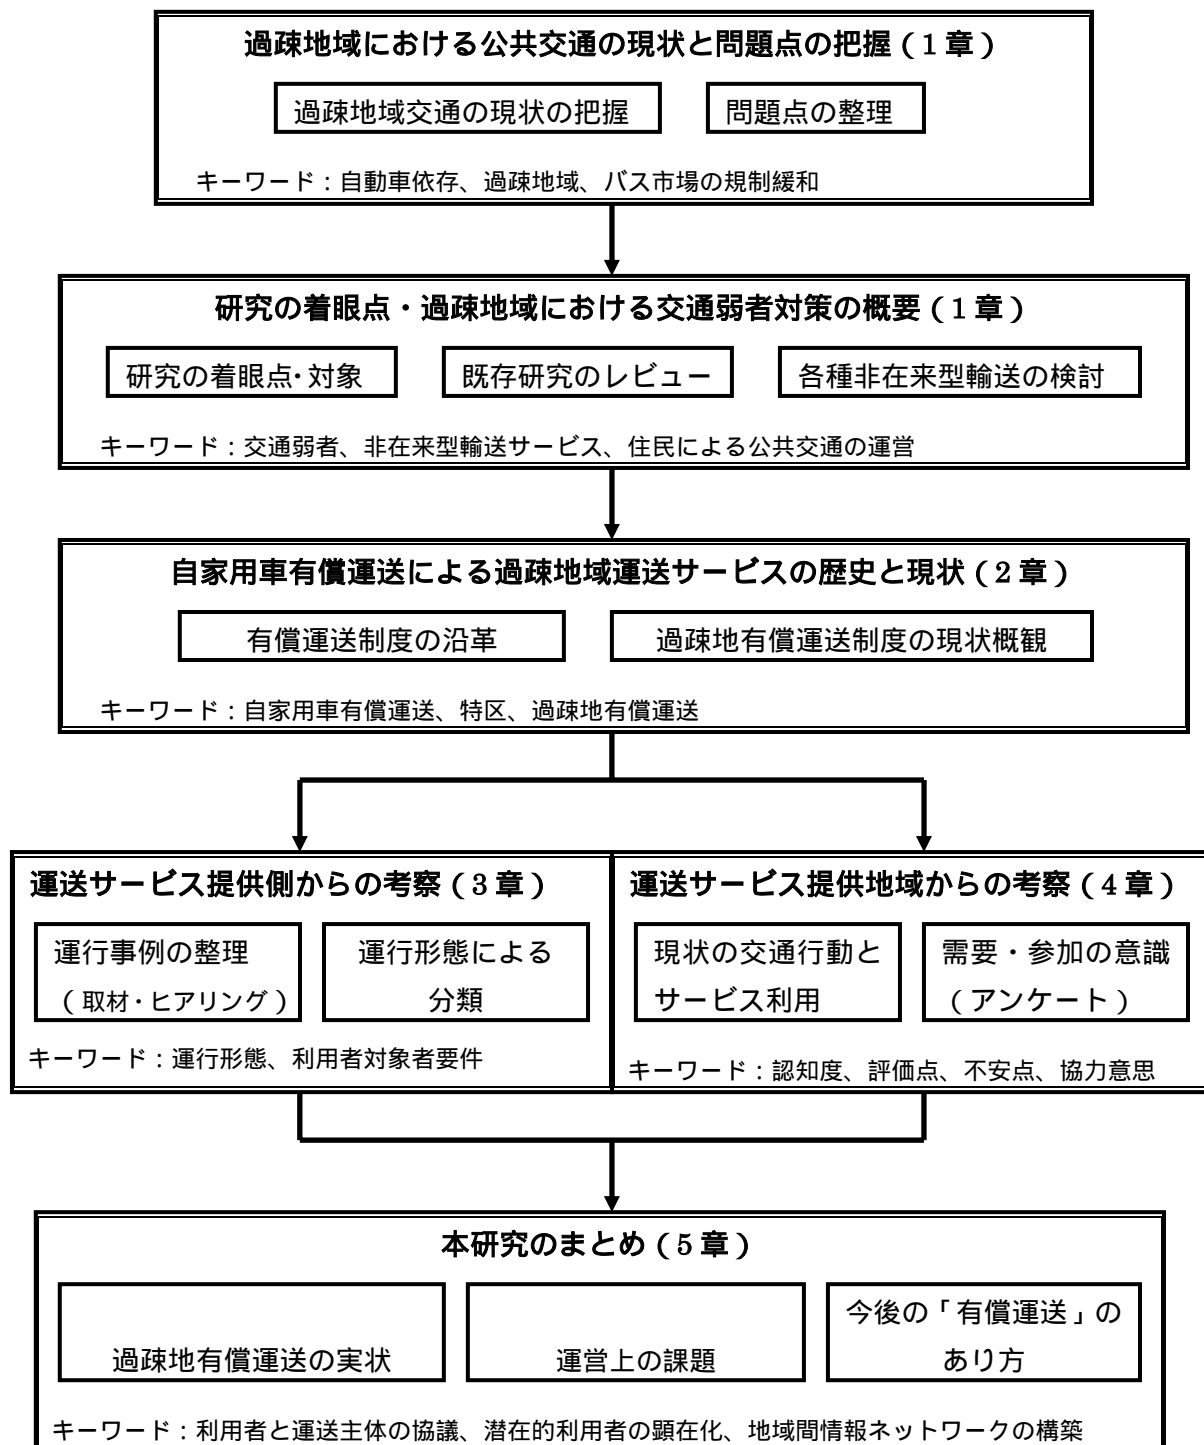 過疎地域における公共交通の現状と問題点の把握（1章）
過疎地域交通の現状の把握
問題点の整理
キーワード：自動車依存、過疎地域、バス市場の規制緩和
研究の着眼点・過疎地域における交通弱者対策の概要（1章）
研究の着眼点・対象
既存研究のレビュー
各種非在来型輸送の検討
キーワード：交通弱者、非在来型輸送サービス、住民による公共交通の運営
自家用車有償運送による過疎地域運送サービスの歴史と現状（2章）
有償運送制度の沿革
過疎地有償運送制度の現状概観
キーワード：自家用車有償運送、特区、過疎地有償運送
運送サービス提供側からの考察（3章）
運行事例の整理
（取材・ヒアリング）
運行形態による
分類
キーワード：運行形態、利用者対象者要件
運送サービス提供地域からの考察（4章）
現状の交通行動と
サービス利用
需要・参加の意識
（アンケート）
キーワード：認知度、評価点、不安点、協力意思
本研究のまとめ（5章）
過疎地有償運送の実状
運営上の課題
今後の「有償運送」の
あり方
キーワード：利用者と運送主体の協議、潜在的利用者の顕在化、地域間情報ネットワークの構築